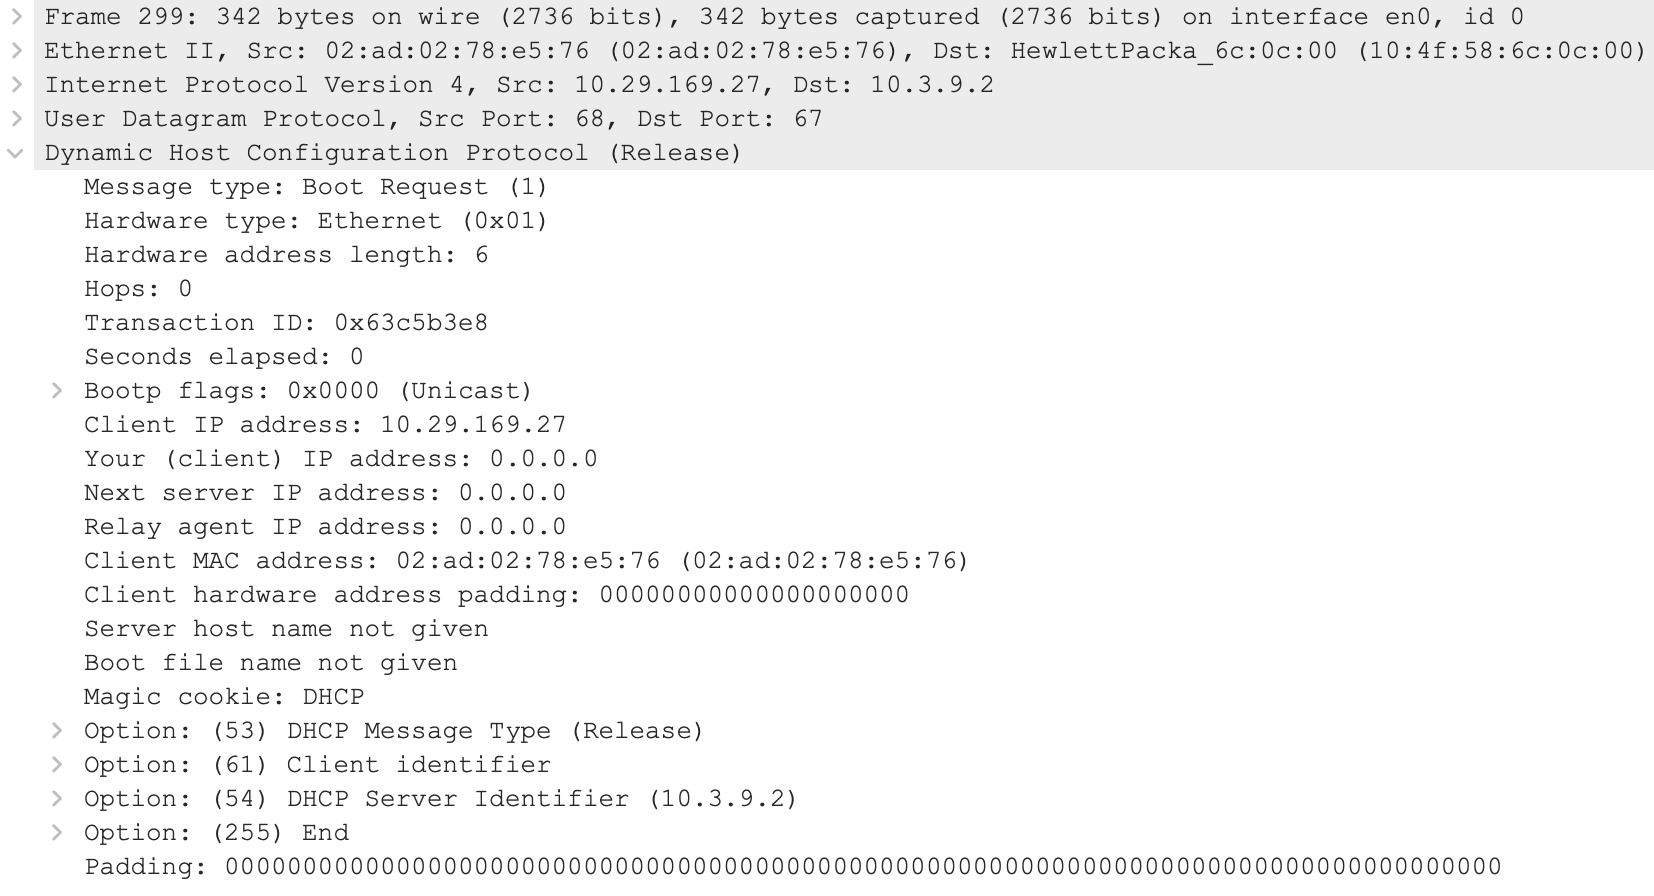 Frame 299: 342 bytes on wire (2736 bits), 342 bytes captured (2736 bits) on interface en0, id 0
Ethernet II, Src: 02:ad:02:78:e5:76 (02:ad:02:78:e5:76), Dst: HewlettPacka_6c:0c:00 (10:4f:58:6c:0c:00)
Internet Protocol Version 4, Src: 10.29.169.27, Dst: 10.3.9.2
User Datagram Protocol, Src Port: 68, Dst Port: 67
Dynamic Host Configuration Protocol (Release)
Message type: Boot Request (1)
Hardware type: Ethernet (0x01)
Hardware address length: 6
Hops: 0
Transaction ID: 0x63c5b3e8
Seconds elapsed: 0
Bootp flags: 0x0000 (Unicast)
Client IP address: 10.29.169.27
Your (client) IP address: 0.0.0.0
Next server IP address: 0.0.0.0
Relay agent IP address: 0.0.0.0
Client MAC address: 02:ad:02:78:e5:76 (02:ad:02:78:e5:76)
Client hardware address padding: 00000000000000000000
Server host name not given
Boot file name not given
Magic cookie: DHCP
Option: (53) DHCP Message Type (Release)
Option: (61) Client identifier
Option: (54) DHCP Server Identifier (10.3.9.2)
Option: (255) End
Padding: 0000000000000000000000000000000000000000000000000000000000000000000000000000000000